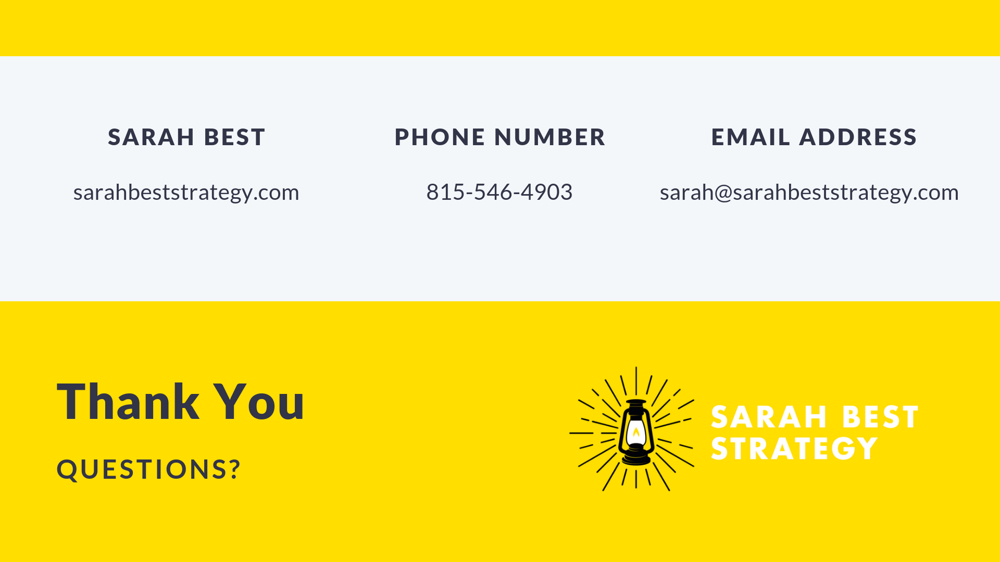 SARAH BEST
sarahbeststrategy.com
PHONE NUMBER
815-546-4903
EMAIL ADDRESS
sarah@sarahbeststrategy.com
Thank You
QUESTIONS?
SARAH BEST
STRATEGY